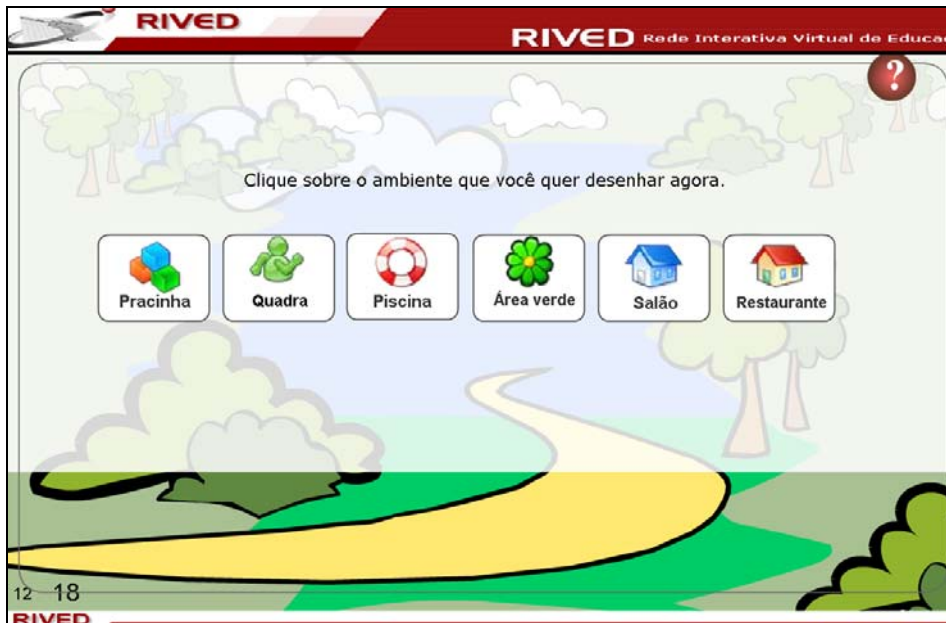 RIVED
RIVED Rede Interativa Virtual de Educa
?
Clique sobre o ambiente que você quer desenhar agora.
Pracinha Quadra Piscina Área verde Salão Restaurante
12 18
RIVED